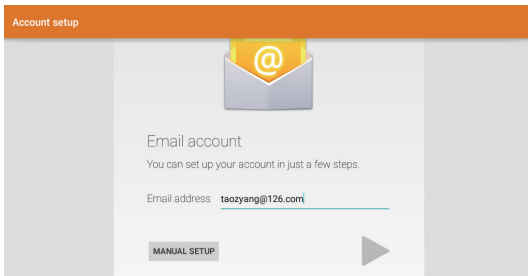 Account setup
@
Email account
You can set up your account in just a few steps.
Email address taozyang@126.com
MANUAL SETUP